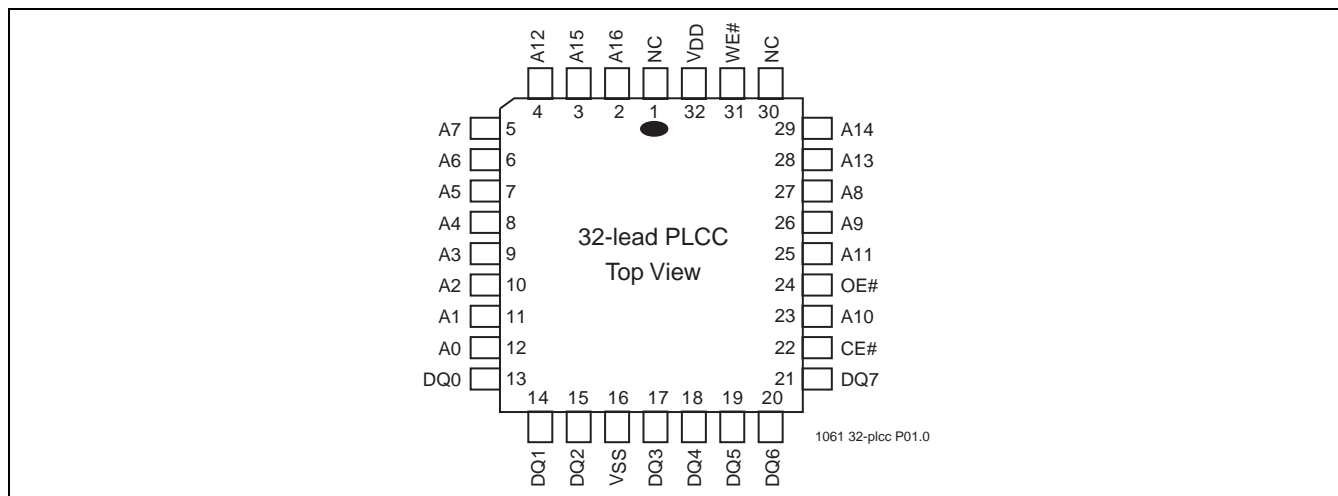 A12 A15 A16 NC VDD WE# NC
4 3 2 1 32 31 30
A7 5 29 A14
A6 6 28 A13
A5 7 27 A8
A4 8 26 A9
A3 9 25 A11
32-lead PLCC
Top View
A2 10 24 OE#
A1 11 23 A10
A0 12 22 CE#
DQ0 13 21 DQ7
14 15 16 17 18 19 20
DQ1 DQ2 VSS DQ3 DQ4 DQ5 DQ6
1061 32-plcc P01.0